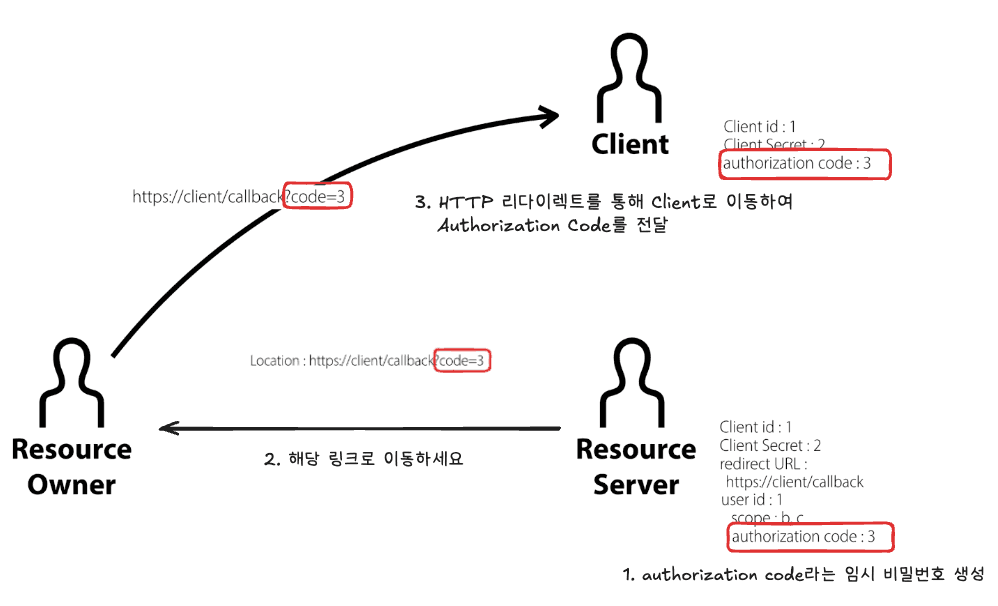 Client
Client id : 1
Client Secret : 2
authorization code : 3
https://client/callback?code=3
3. HTTP 리다이렉트를 통해 Client로 이동하여
Authorization Code를 전달
Location : https://client/callback?code=3
2. 해당 링크로 이동하세요
Resource
Owner
Resource
Server
Client id : 1
Client Secret : 2
redirect URL :
https://client/callback
user id : 1
scope : b, c
authorization code : 3
1. authorization code라는 임시 비밀번호 생성